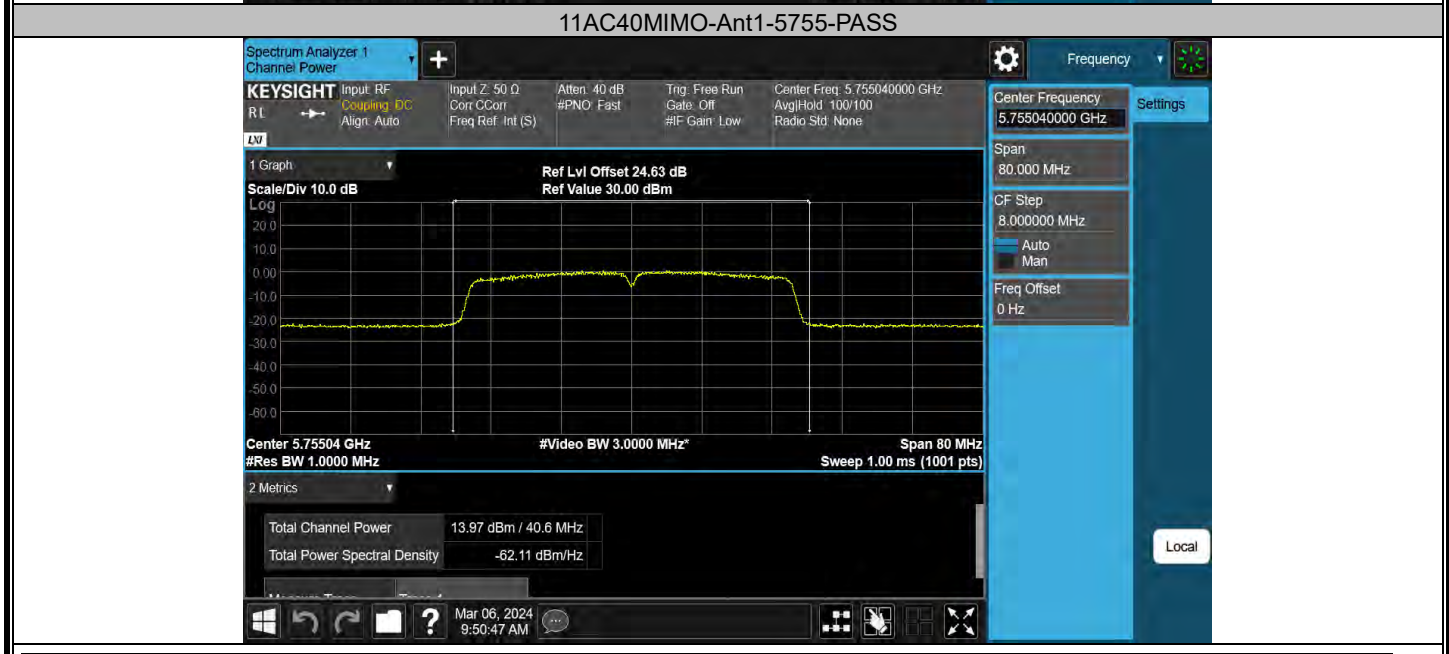 11AC40MIMO-Ant1-5755-PASS
Spectrum Analyzer 1
Channel Power
+
Frequency
KEYSIGHT
RL
LXI
Input: RF
Coupling: DC
Align: Auto
Input Z: 50 Ω
Corr CCorr
Freq Ref: Int (S)
Atten: 40 dB
#PNO: Fast
Trig: Free Run
Gate: Off
#IF Gain: Low
Center Freq: 5.755040000 GHz
Avg|Hold: 100/100
Radio Std: None
Center Frequency
5.755040000 GHz
Settings
Span
80.000 MHz
CF Step
8.000000 MHz
Auto
Man
Freq Offset
0 Hz
1 Graph
Scale/Div 10.0 dB
Ref Lvl Offset 24.63 dB
Ref Value 30.00 dBm
Log
20.0
10.0
0.00
-10.0
-20.0
-30.0
-40.0
-50.0
-60.0
Center 5.75504 GHz
#Video BW 3.0000 MHz*
Span 80 MHz
#Res BW 1.0000 MHz
Sweep 1.00 ms (1001 pts)
2 Metrics
Total Channel Power 13.97 dBm / 40.6 MHz
Total Power Spectral Density -62.11 dBm/Hz
Local
?
Mar 06, 2024
9:50:47 AM